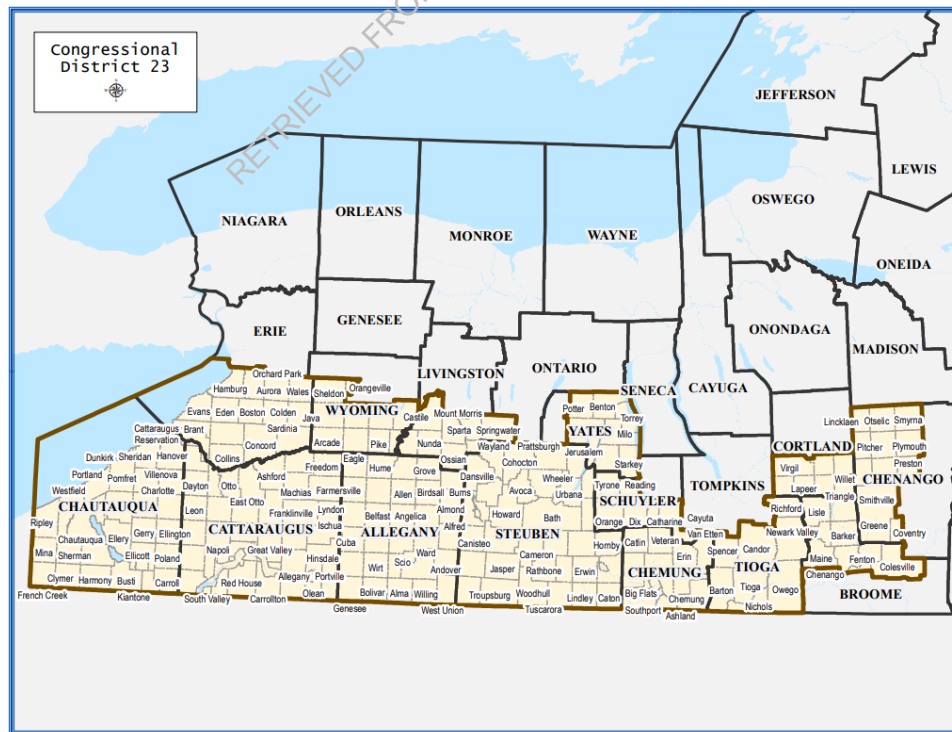 Congressional
District 23
RETRIEVED FRO
JEFFERSON
LEWIS
OSWEGO
ORLEANS
NIAGARA
MONROE
WAYNE
ONEIDA
GENESEE
ERIE
ONONDAGA
MADISON
LIVINGSTON
ONTARIO
SENECA
CAYUGA
Orchard Park
Hamburg Aurora Wales Sheldon Orangeville
WYOMING
Evans Eden Boston Colden Java
Castile Mount Morris
Potter Benton
Torrey
YATES
Milo
Jerusalem
Starkey
Lincklaen Otselic Smyrna
Cattaraugus
Reservation
Brant
Sardinia
Concord
Collins
Arcade Pike
Nunda Sparta Springwater
Wayland Prattsburgh
CORTLAND
Pitcher Plymouth
Preston
CHENANGO
Dunkirk Sheridan Hanover
Portland Pomfret Villenova
Westfield Charlotte
CHAUTAUQUA
Ripley
Chautauqua Ellery Gerry Ellington
Mina Sherman
Ellicott Poland
Clymer Harmony Busti Carrol
French Creek
Kiantone
Freedom
Ashford
Dayton Otto
Machias Farmersville
East Otto
Leon
Franklinville Lyndon
CATTARAUGUS
Ischua
Napoli Great Valley
Hinsdale
Red House
Allegany Portville
South Valley Carrollton
Olean
Eagle Hume
Grove Ossian
Allen Birdsall Burns
Belfast Angelica Almond
Alfred
ALLEGANY
Cuba
Ward
Scio
Wirt
Andover
Bolivar Alma Willing
Genesee
West Union
Dansville
Cohocton
Wheeler
Avoca Urbana
Howard
Bath
STEUBEN
Canisteo
Hornby
Cameron
Jasper Rathbone Erwin
Troupsburg Woodhull
Lindley Caton
Tuscarora
Tyrone Reading
SCHUYLER
Orange Dix Catharine
Cayuta
TOMPKINS
Catlin Veteran
Van Etten
Erin
CHEMUNG
Big Flats
Chemung
Southport
Ashland
Spencer Candor
TIOGA
Barton Tioga Owego
Nichols
Virgil
Willet
Lapeer
Triangle
Smithville
Richford Lisle
Newark Valley
Barker
Greene
Coventry
Maine Fenton
Chenango Colesville
BROOME